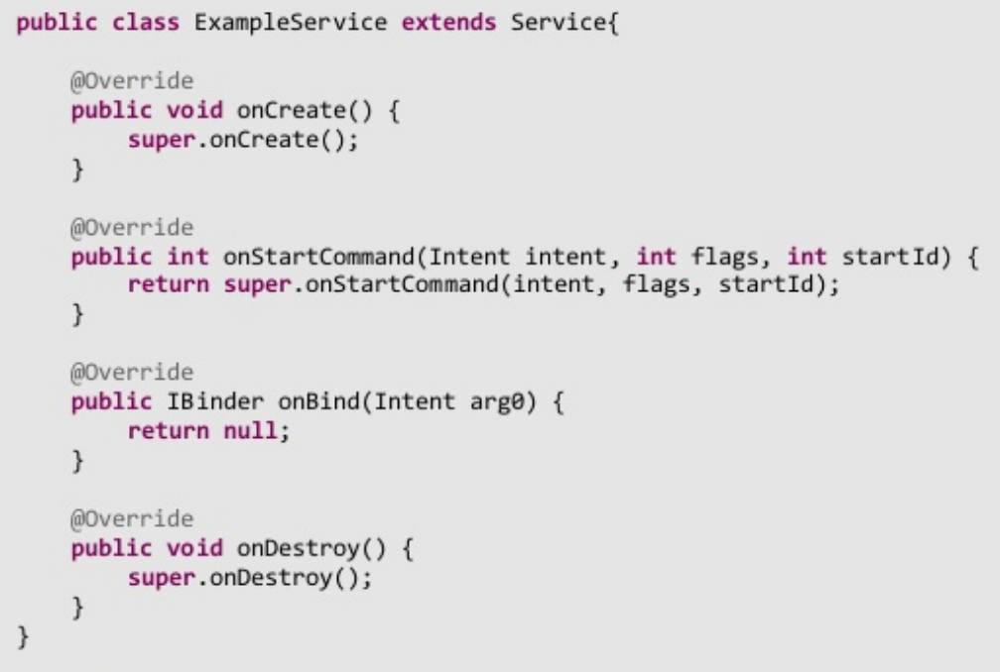 public class ExampleService extends Service{
@Override
public void onCreate() {
super.onCreate();
}
@Override
public int onStartCommand(Intent intent, int flags, int startId) {
return super.onStartCommand(intent, flags, startId);
}
@Override
public IBinder onBind(Intent arg0) {
return null;
}
@Override
public void onDestroy() {
super.onDestroy();
}
}